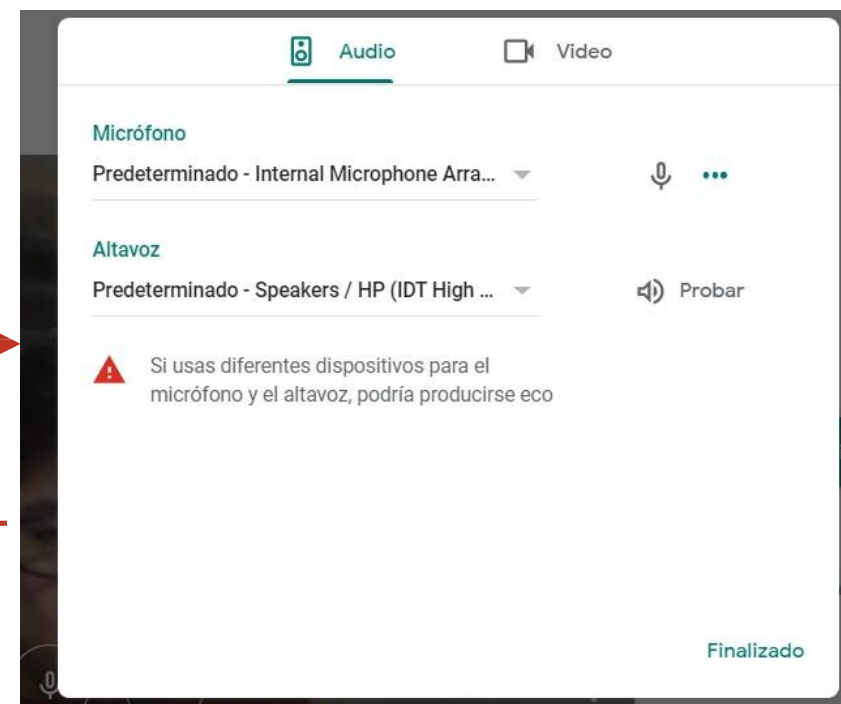 Audio
Video
Micrófono
Predeterminado - Internal Microphone Arra...
Altavoz
Predeterminado - Speakers / HP (IDT High ...
Probar
Si usas diferentes dispositivos para el
micrófono y el altavoz, podría producirse eco
Finalizado